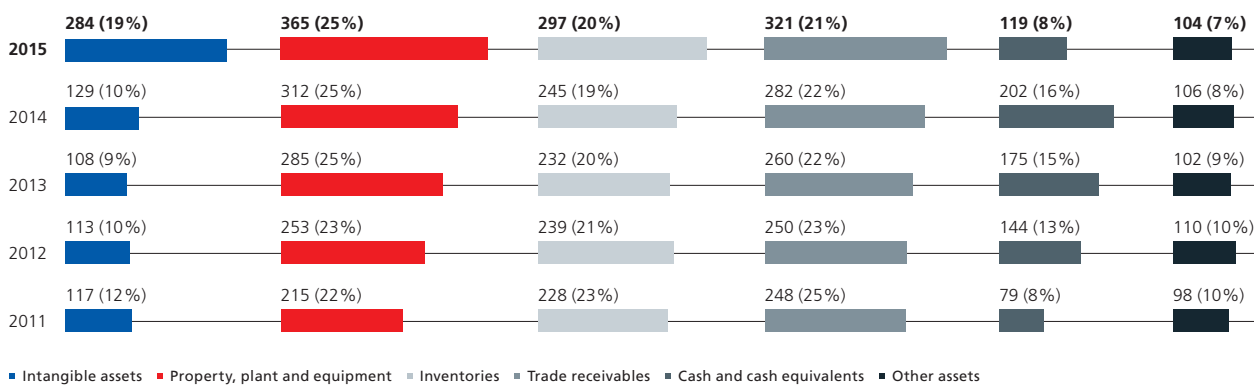 284 (19%) 365 (25%) 297 (20%) 321 (21%) 119 (8%) 104 (7%)
2015
129 (10%) 312 (25%) 245 (19%) 282 (22%) 202 (16%) 106 (8%)
2014
108 (9%) 285 (25%) 232 (20%) 260 (22%) 175 (15%) 102 (9%)
2013
113 (10%) 253 (23%) 239 (21%) 250 (23%) 144 (13%) 110 (10%)
2012
117 (12%) 215 (22%) 228 (23%) 248 (25%) 79 (8%) 98 (10%)
2011
Intangible assets Property, plant and equipment Inventories Trade receivables Cash and cash equivalents Other assets